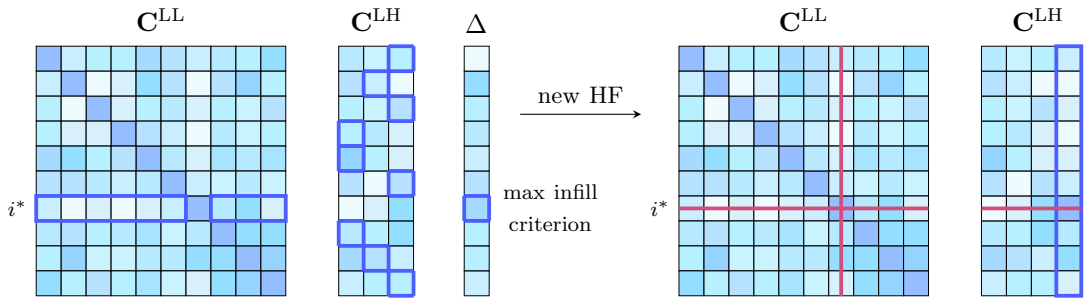 C^LL
C^LH
Δ
C^LL
C^LH
new HF
max infill
criterion
i*
i*